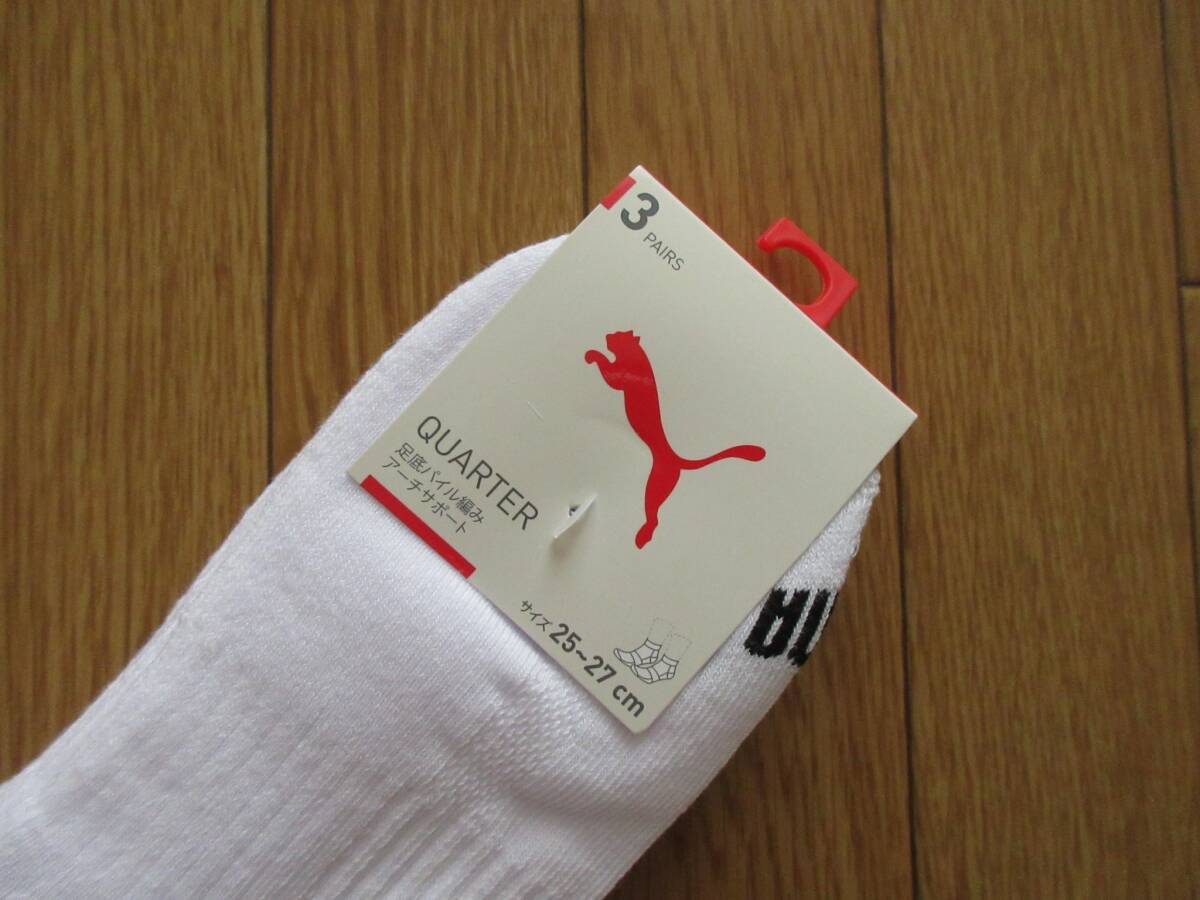 3
PAIRS
QUARTER
足底パイル編み
アーチサポート
サイズ 25~27 cm